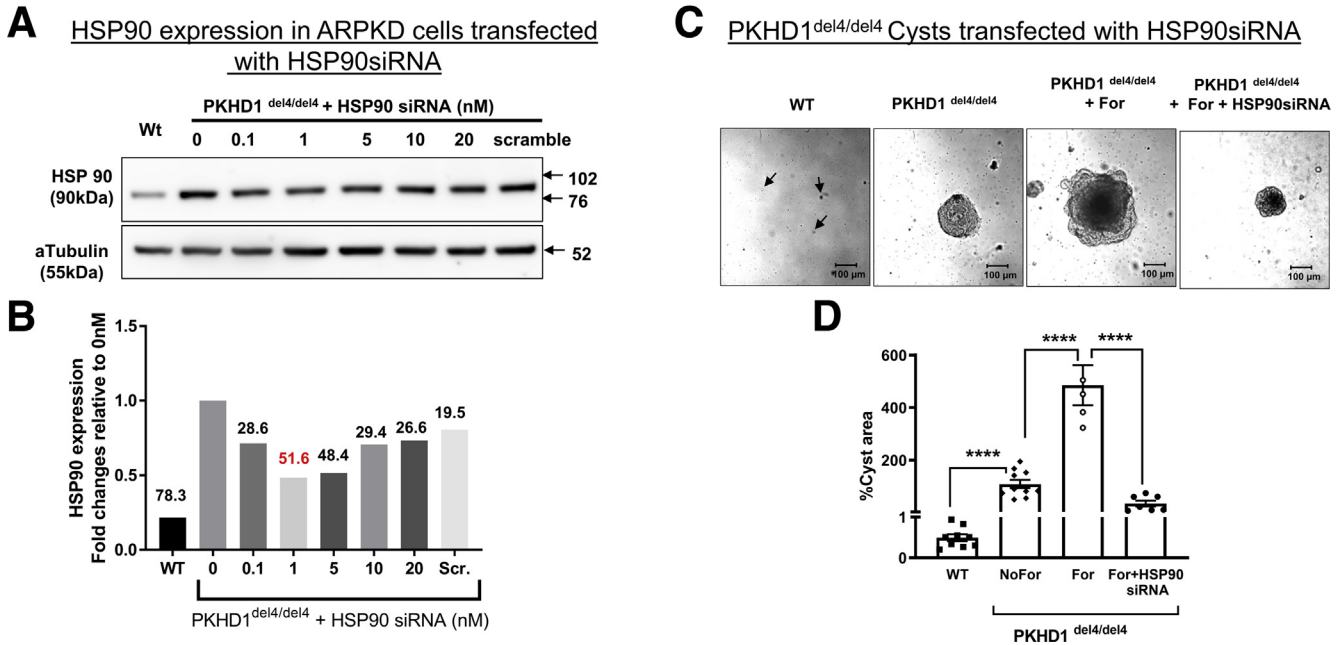 A
HSP90 expression in ARPKD cells transfected
with HSP90siRNA
PKHD1 del4/del4 + HSP90 siRNA (nM)
Wt
0 0.1 1 5 10 20 scramble
HSP 90
(90kDa)
102
76
aTubulin
(55kDa)
52
B
HSP90 expression
Fold changes relative to 0nM
1.5
1.0
0.5
0.0
78.3
28.6
51.6
48.4
29.4
26.6
19.5
WT 0 0.1 1 5 10 20 Scr.
PKHD1del4/del4 + HSP90 siRNA (nM)
C
PKHD1del4/del4 Cysts transfected with HSP90siRNA
WT
PKHD1 del4/del4
PKHD1 del4/del4
+ For
PKHD1 del4/del4
+ For + HSP90siRNA
100 µm
100 µm
100 µm
100 µm
D
%Cyst area
600
400
200
1
0
****
****
****
WT NoFor For For+HSP90
siRNA
PKHD1 del4/del4